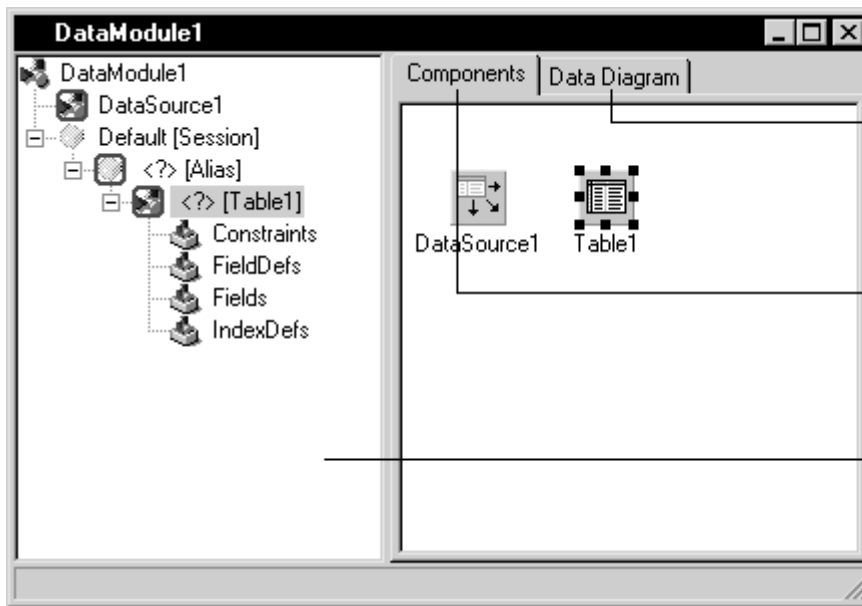 DataModule1
DataModule1
DataSource1
Default [Session]
<?> [Alias]
<?> [Table1]
Constraints
FieldDefs
Fields
IndexDefs
Components
Data Diagram
DataSource1
Table1